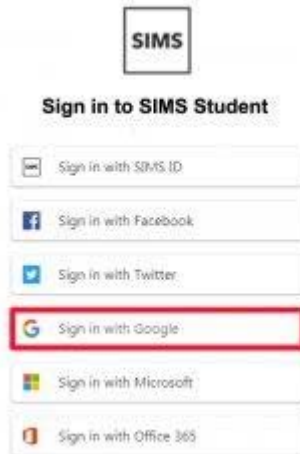 SIMS
Sign in to SIMS Student
Sign in with SIMS ID
Sign in with Facebook
Sign in with Twitter
Sign in with Google
Sign in with Microsoft
Sign in with Office 365